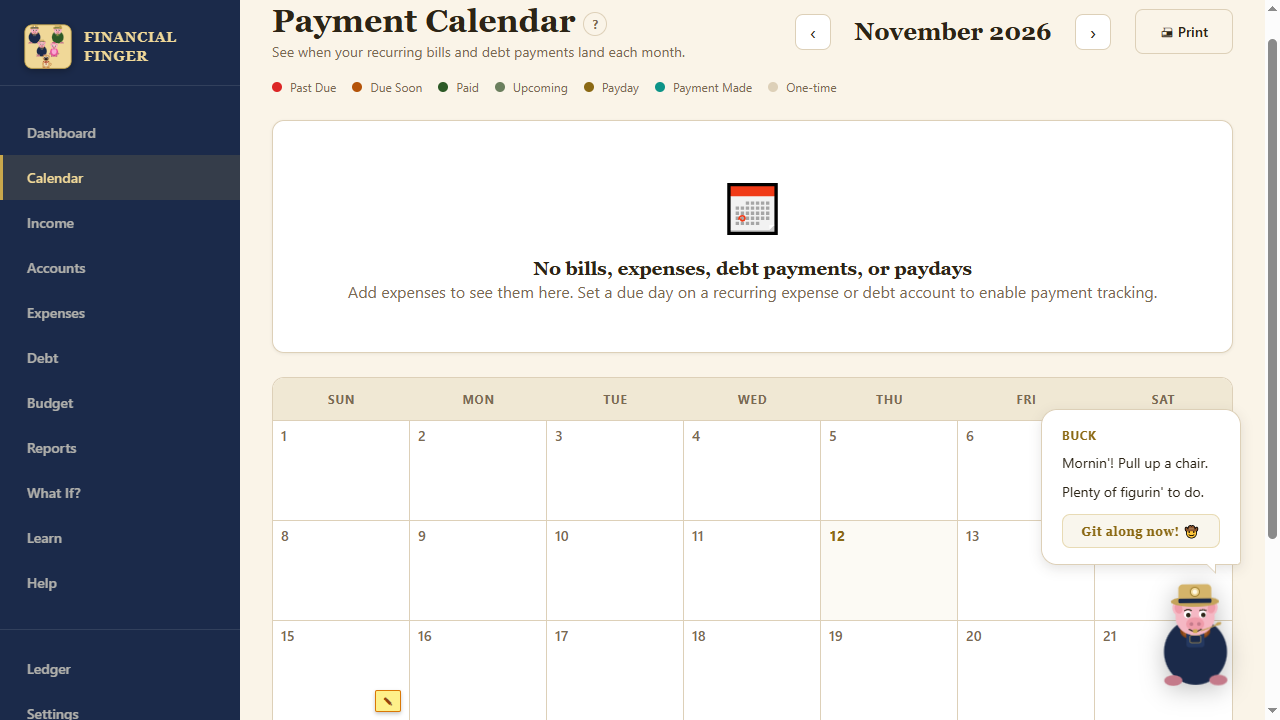 FINANCIAL
FINGER
Dashboard
Calendar
Income
Accounts
Expenses
Debt
Budget
Reports
What If?
Learn
Help
Ledger
Settings
Payment Calendar ?
See when your recurring bills and debt payments land each month.
‹ November 2026 ›
Print
Past Due Due Soon Paid Upcoming Payday Payment Made One-time
No bills, expenses, debt payments, or paydays
Add expenses to see them here. Set a due day on a recurring expense or debt account to enable payment tracking.
SUN MON TUE WED THU FRI SAT
1 2 3 4 5 6
8 9 10 11 12 13
15 16 17 18 19 20 21
BUCK
Mornin'! Pull up a chair.
Plenty of figurin' to do.
Git along now! 🤠